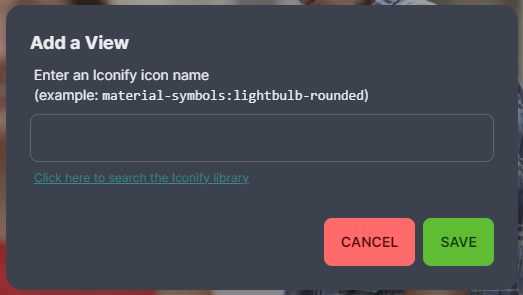 Add a View
Enter an Iconify icon name
(example: material-symbols:lightbulb-rounded)
Click here to search the Iconify library
CANCEL
SAVE